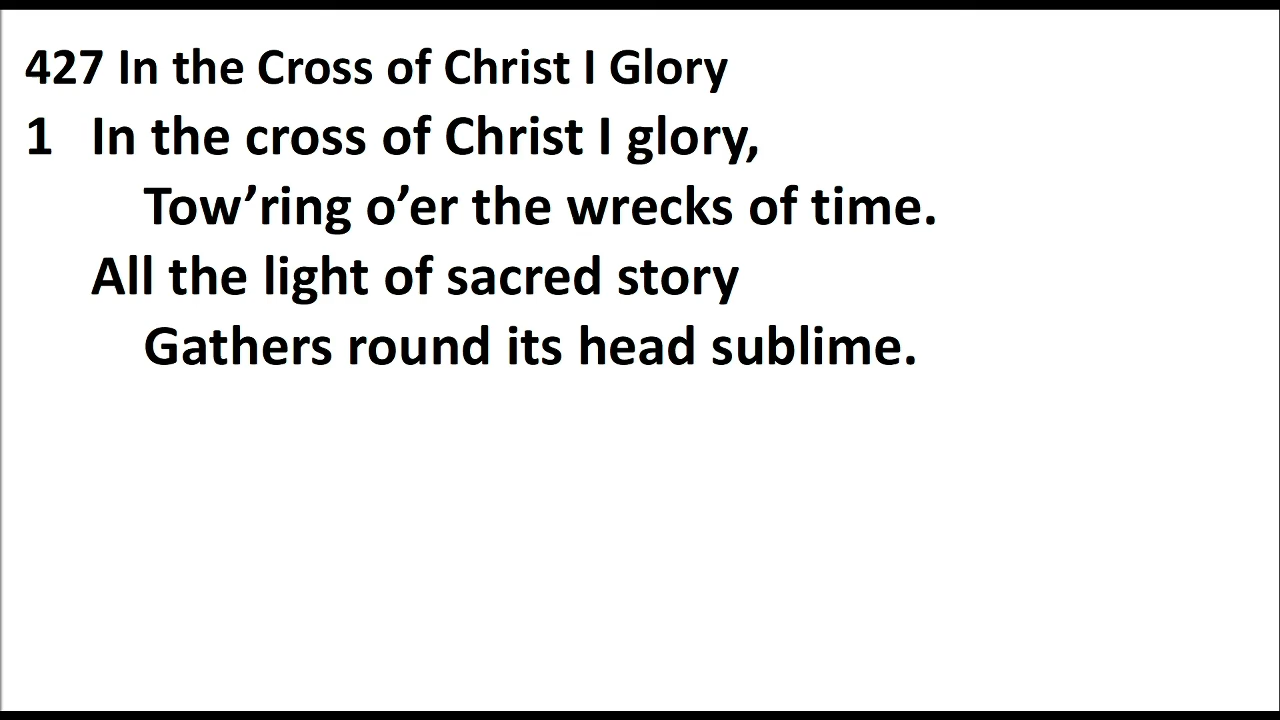 427 In the Cross of Christ I Glory
1 In the cross of Christ I glory,
Tow’ring o’er the wrecks of time.
All the light of sacred story
Gathers round its head sublime.